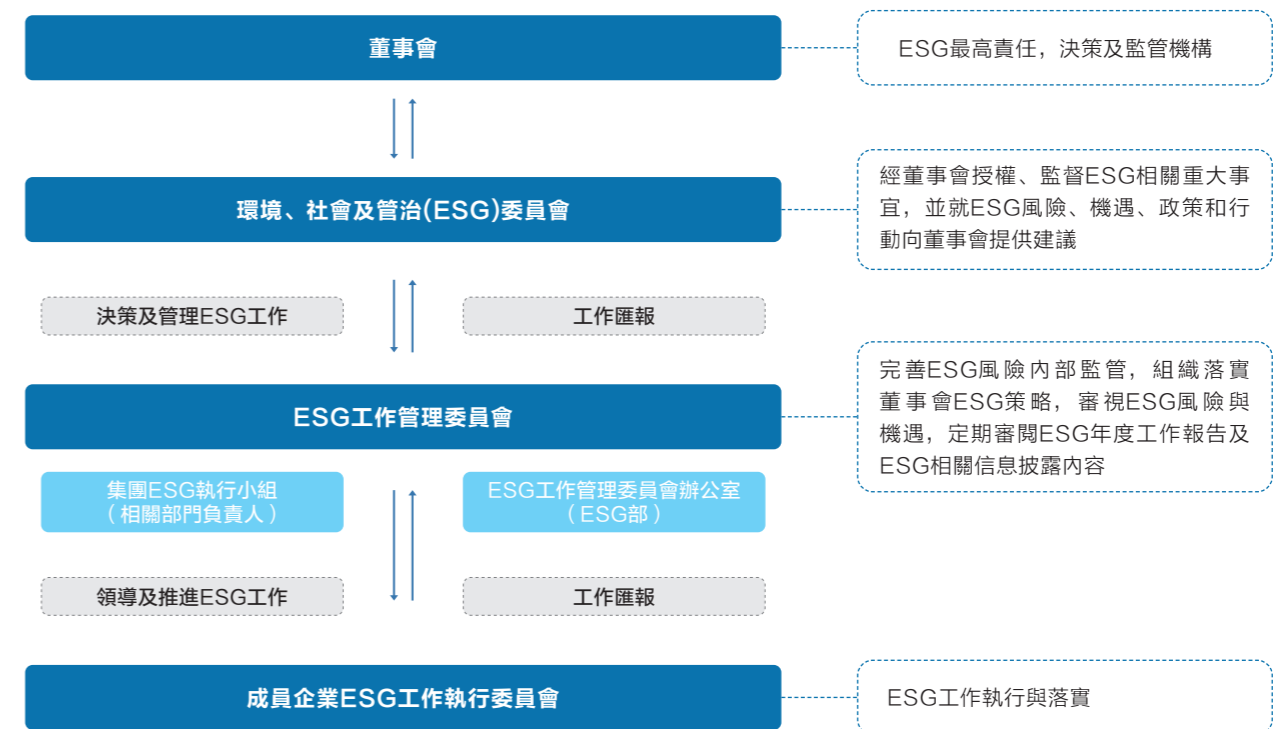 董事會
ESG最高責任，決策及監管機構
環境、社會及管治(ESG)委員會
經董事會授權、監督ESG相關重大事
宜，並就ESG風險、機遇、政策和行
動向董事會提供建議
決策及管理ESG工作
工作匯報
ESG工作管理委員會
完善ESG風險內部監管，組織落實
董事會ESG策略，審視ESG風險與
機遇，定期審閱ESG年度工作報告及
ESG相關信息披露內容
集團ESG執行小組
（相關部門負責人）
ESG工作管理委員會辦公室
（ESG部）
領導及推進ESG工作
工作匯報
成員企業ESG工作執行委員會
ESG工作執行與落實